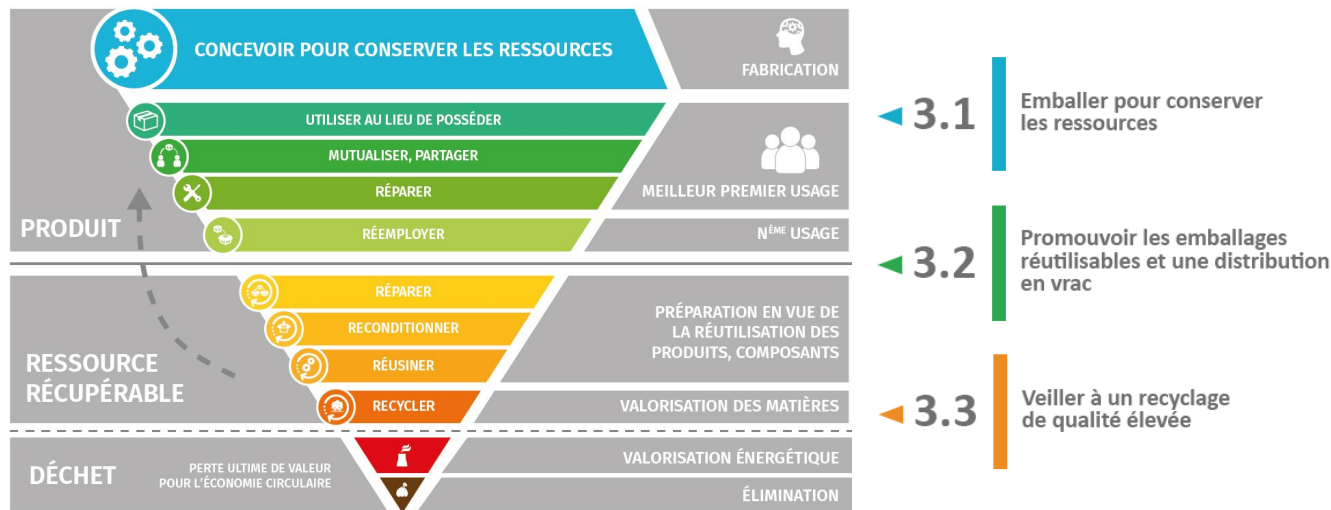 CONCEVOIR POUR CONSERVER LES RESSOURCES
FABRICATION
UTILISER AU LIEU DE POSSÉDER
MUTUALISER, PARTAGER
RÉPARER
MEILLEUR PREMIER USAGE
PRODUIT
RÉEMPLOYER
NÈME USAGE
RÉPARER
RECONDITIONNER
RÉUSINER
PRÉPARATION EN VUE DE
LA RÉUTILISATION DES
PRODUITS, COMPOSANTS
RESSOURCE
RÉCUPÉRABLE
RECYCLER
VALORISATION DES MATIÈRES
DÉCHET
PERTE ULTIME DE VALEUR
POUR L'ÉCONOMIE CIRCULAIRE
VALORISATION ÉNERGÉTIQUE
ÉLIMINATION
3.1
Emballer pour conserver
les ressources
3.2
Promouvoir les emballages
réutilisables et une distribution
en vrac
3.3
Veiller à un recyclage
de qualité élevée